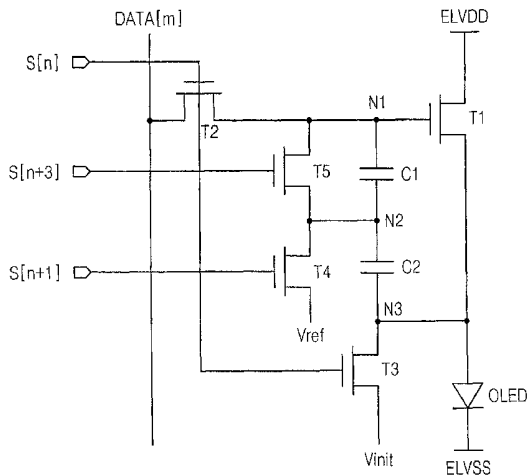 DATA[m]
ELVDD
S[n]
N1
T1
T2
T5
C1
S[n+3]
N2
T4
C2
S[n+1]
N3
Vref
T3
OLED
Vinit
ELVSS